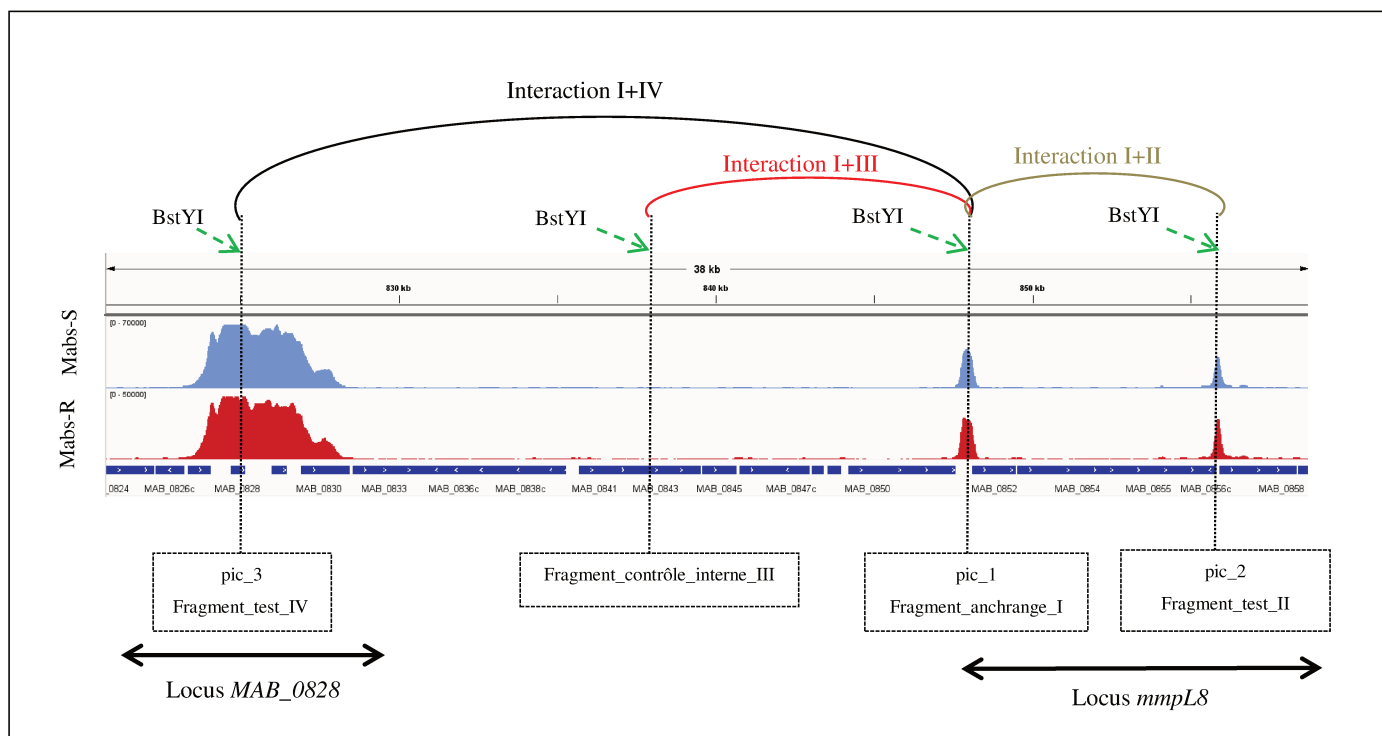 Interaction I+IV
Interaction I+III
Interaction I+II
BstYI
BstYI
BstYI
BstYI
38 kb
830 kb
840 kb
850 kb
Mabs-S
[0 - 70000]
Mabs-R
[0 - 50000]
_0824 MAB_0826c MAB_0828 MAB_0830 MAB_0833 MAB_0836c MAB_0838c MAB_0841 MAB_0843 MAB_0845 MAB_0847c MAB_0850 MAB_0852 MAB_0854 MAB_0855 MAB_0856c MAB_0858
pic_3
Fragment_test_IV
Fragment_contrôle_interne_III
pic_1
Fragment_anchrange_I
pic_2
Fragment_test_II
Locus MAB_0828
Locus mmpL8